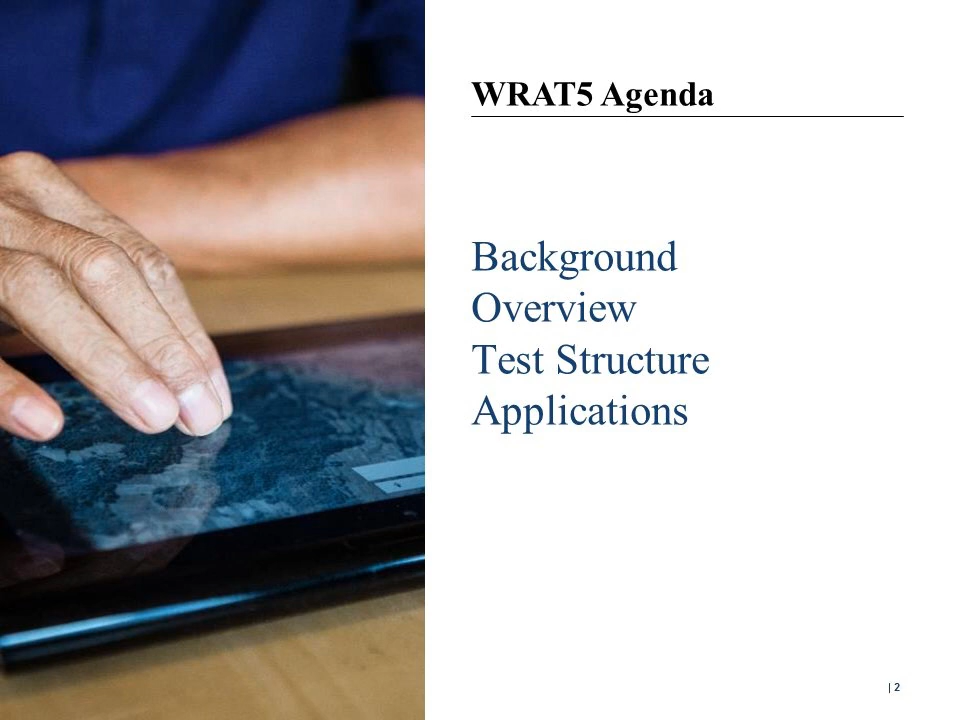 WRAT5 Agenda
Background
Overview
Test Structure
Applications
| 2